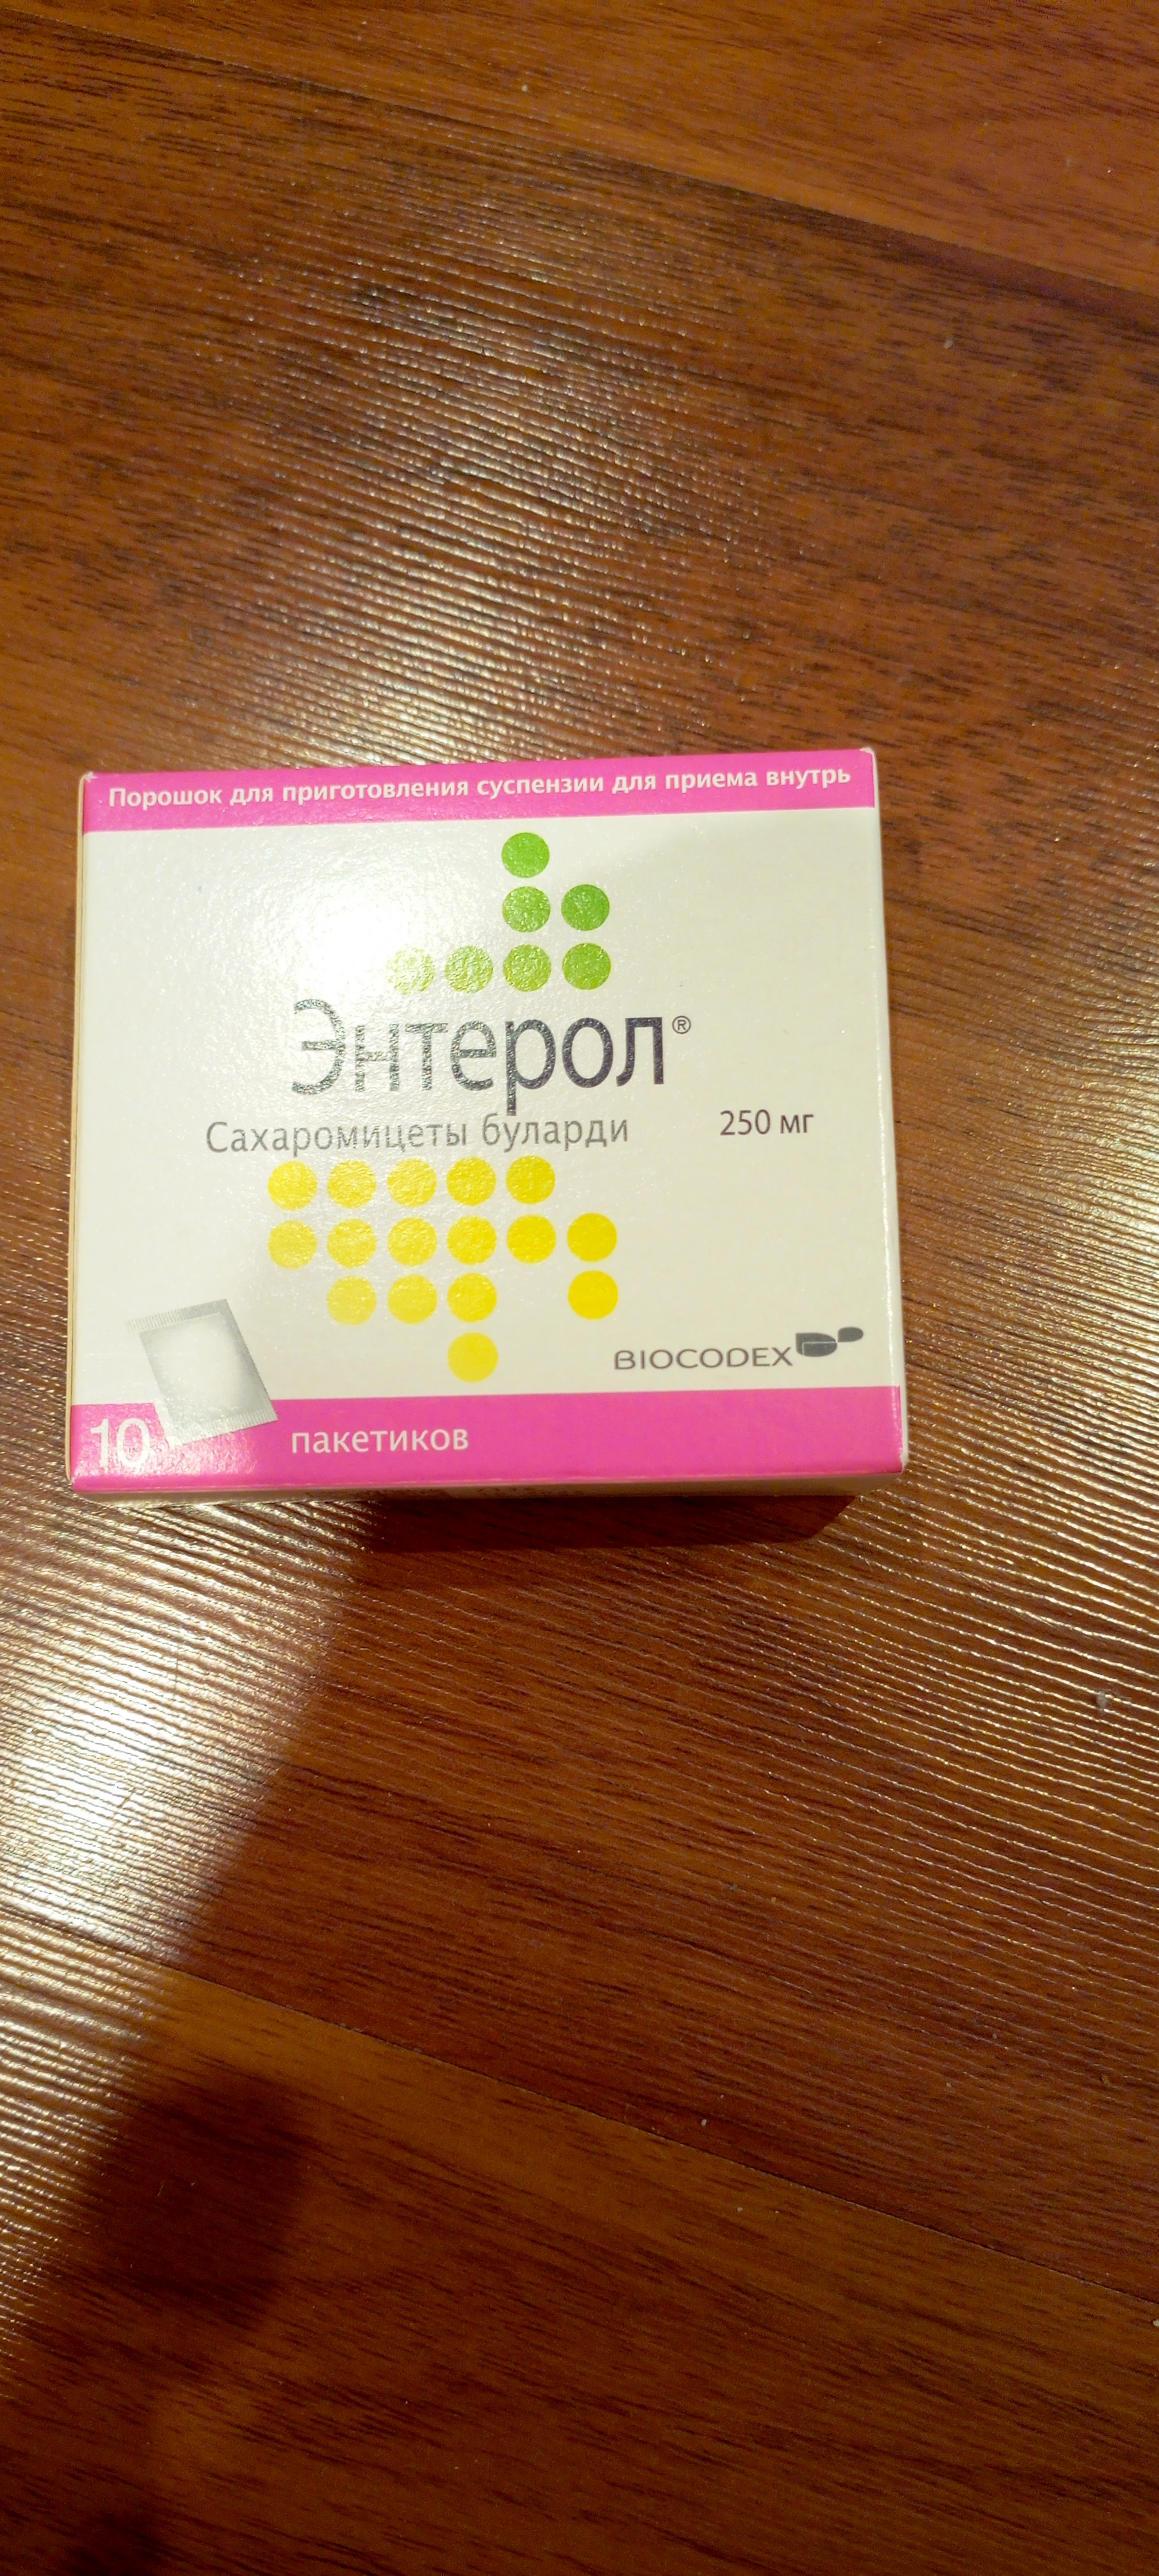 Порошок для приготовления суспензии для приема внутрь
Энтерол®
Сахаромицеты буларди 250 мг
BIOCODEX
10 пакетиков